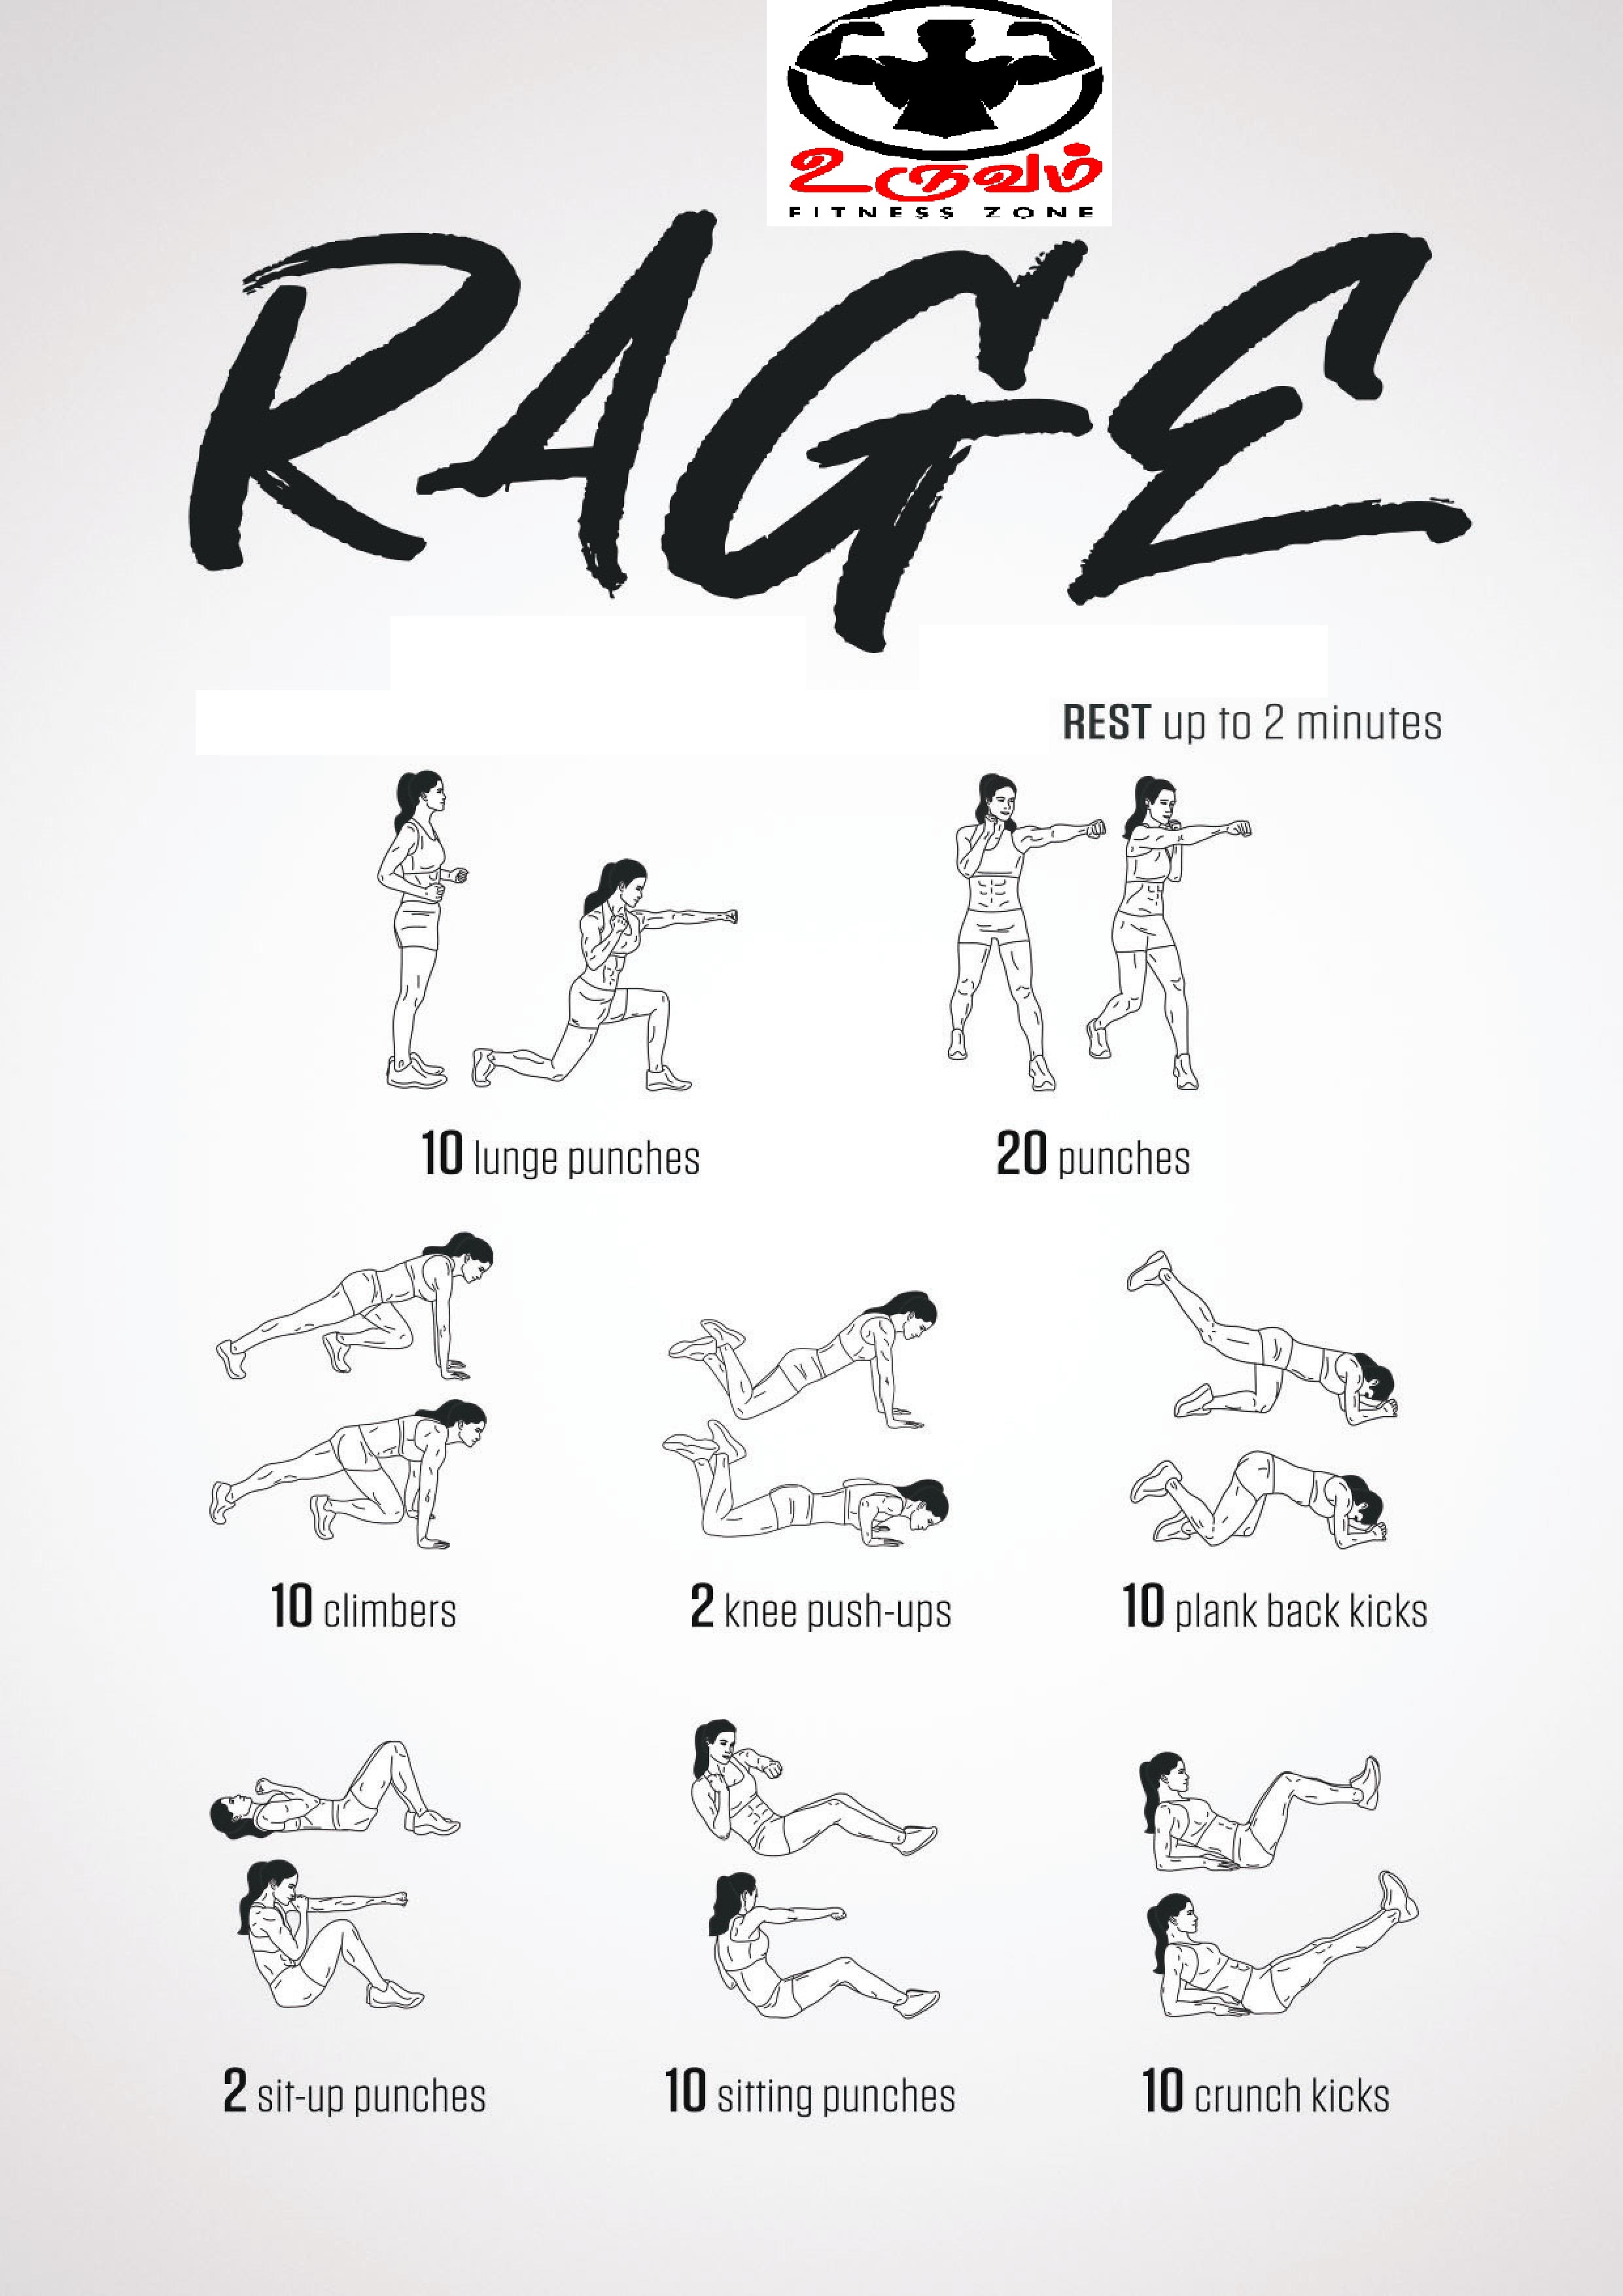 உருவம்
FITNESS ZONE
RAGE
REST up to 2 minutes
10 lunge punches
20 punches
10 climbers
2 knee push-ups
10 plank back kicks
2 sit-up punches
10 sitting punches
10 crunch kicks